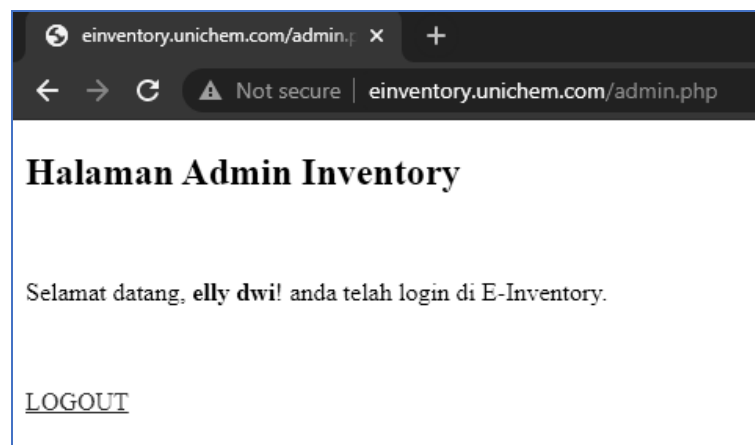 einventory.unichem.com/admin.p
Not secure | einventory.unichem.com/admin.php
Halaman Admin Inventory
Selamat datang, elly dwi! anda telah login di E-Inventory.
LOGOUT